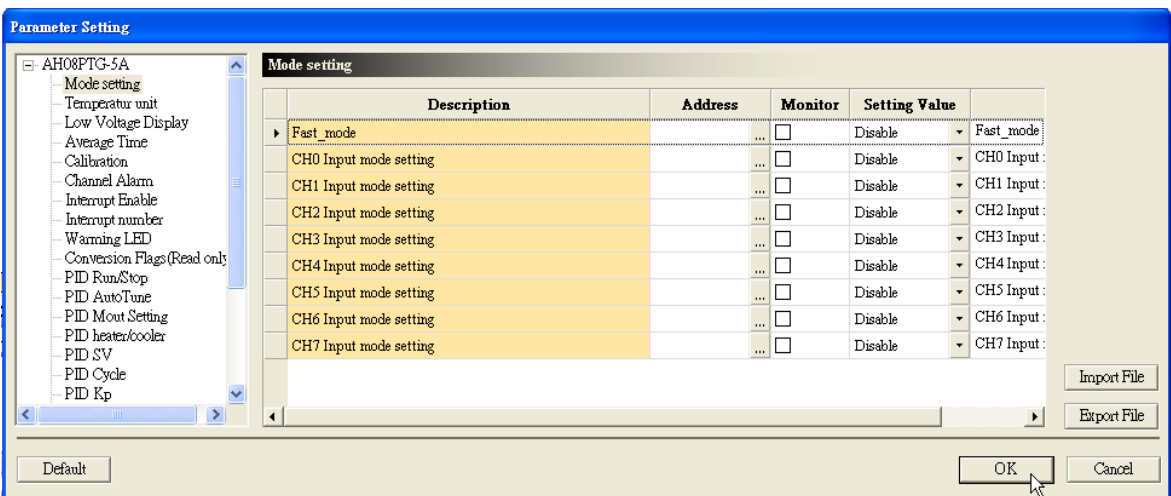 Parameter Setting
AH08PTG-5A
Mode setting
Temperatur unit
Low Voltage Display
Average Time
Calibration
Channel Alarm
Interrupt Enable
Interrupt number
Warning LED
Conversion Flags(Read only
PID Run/Stop
PID AutoTune
PID Mout Setting
PID heater/cooler
PID SV
PID Cycle
PID Kp
Mode setting
Description Address Monitor Setting Value
Fast_mode ... Disable Fast_mode
CH0 Input mode setting ... Disable CH0 Input :
CH1 Input mode setting ... Disable CH1 Input :
CH2 Input mode setting ... Disable CH2 Input :
CH3 Input mode setting ... Disable CH3 Input :
CH4 Input mode setting ... Disable CH4 Input :
CH5 Input mode setting ... Disable CH5 Input :
CH6 Input mode setting ... Disable CH6 Input :
CH7 Input mode setting ... Disable CH7 Input :
Import File
Export File
Default OK Cancel